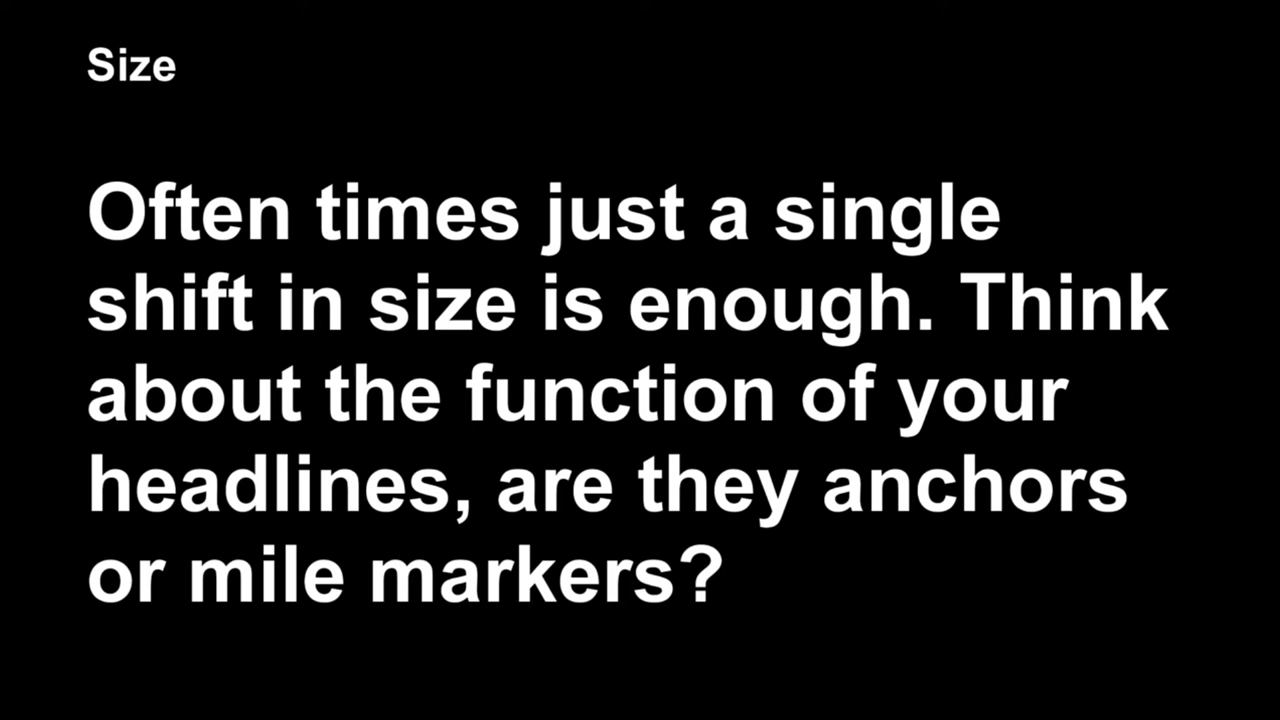 Size
Often times just a single
shift in size is enough. Think
about the function of your
headlines, are they anchors
or mile markers?